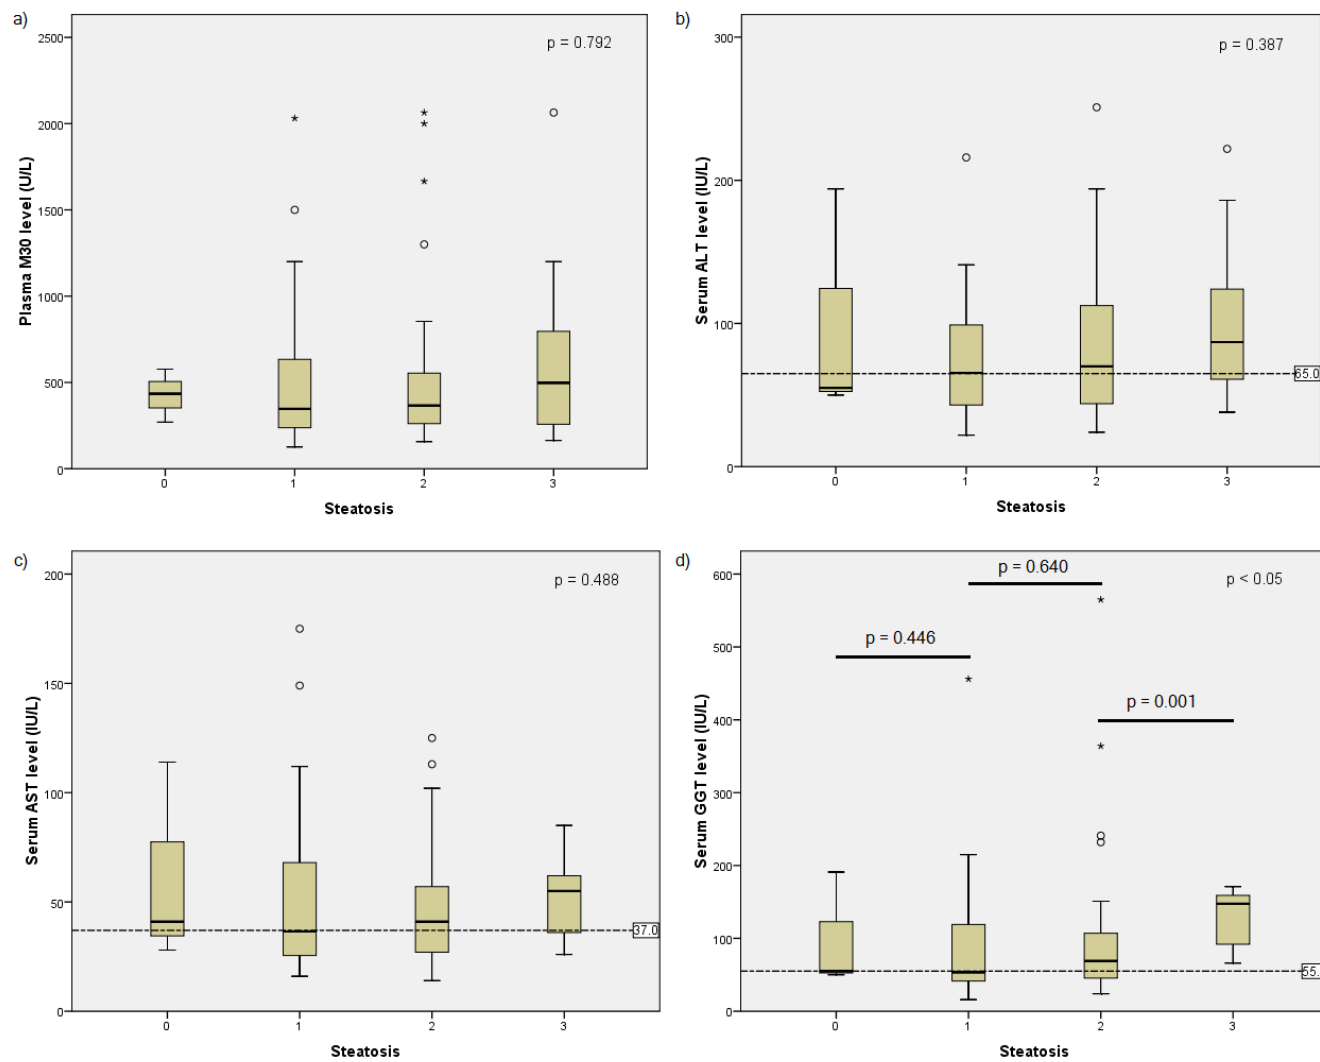 a)
p = 0.792
2500
2000
1500
1000
500
0
Plasma M30 level (U/L)
0 1 2 3
Steatosis
b)
p = 0.387
300
200
100
0
Serum ALT level (IU/L)
65.0
0 1 2 3
Steatosis
c)
p = 0.488
200
150
100
50
0
Serum AST level (IU/L)
37.0
0 1 2 3
Steatosis
d)
p = 0.640
p < 0.05
p = 0.446
p = 0.001
600
500
400
300
200
100
0
Serum GGT level (IU/L)
55.
0 1 2 3
Steatosis